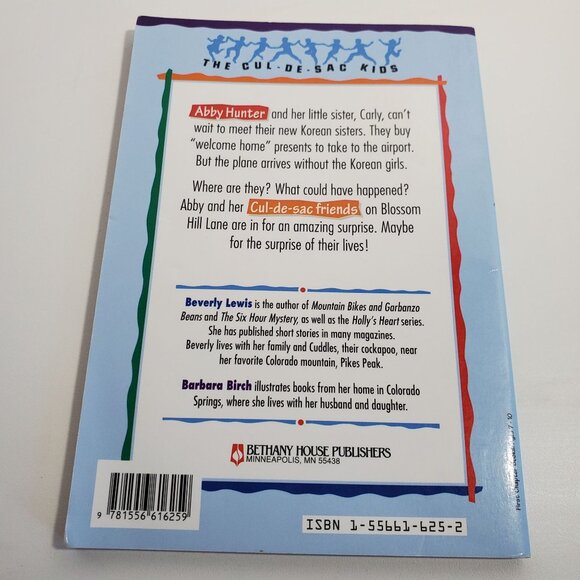 THE CUL-DE-SAC KIDS
Abby Hunter and her little sister, Carly, can't
wait to meet their new Korean sisters. They buy
"welcome home" presents to take to the airport.
But the plane arrives without the Korean girls.
Where are they? What could have happened?
Abby and her Cul-de-sac friends on Blossom
Hill Lane are in for an amazing surprise. Maybe
for the surprise of their lives!
Beverly Lewis is the author of Mountain Bikes and Garbanzo
Beans and The Six Hour Mystery, as well as the Holly's Heart series.
She has published short stories in many magazines.
Beverly lives with her family and Cuddles, their cockapoo, near
her favorite Colorado mountain, Pikes Peak.
Barbara Birch illustrates books from her home in Colorado
Springs, where she lives with her husband and daughter.
BETHANY HOUSE PUBLISHERS
MINNEAPOLIS, MN 55438
9 781556 616259
ISBN 1-55661-625-2
First Chapter Books, Ages 7-10